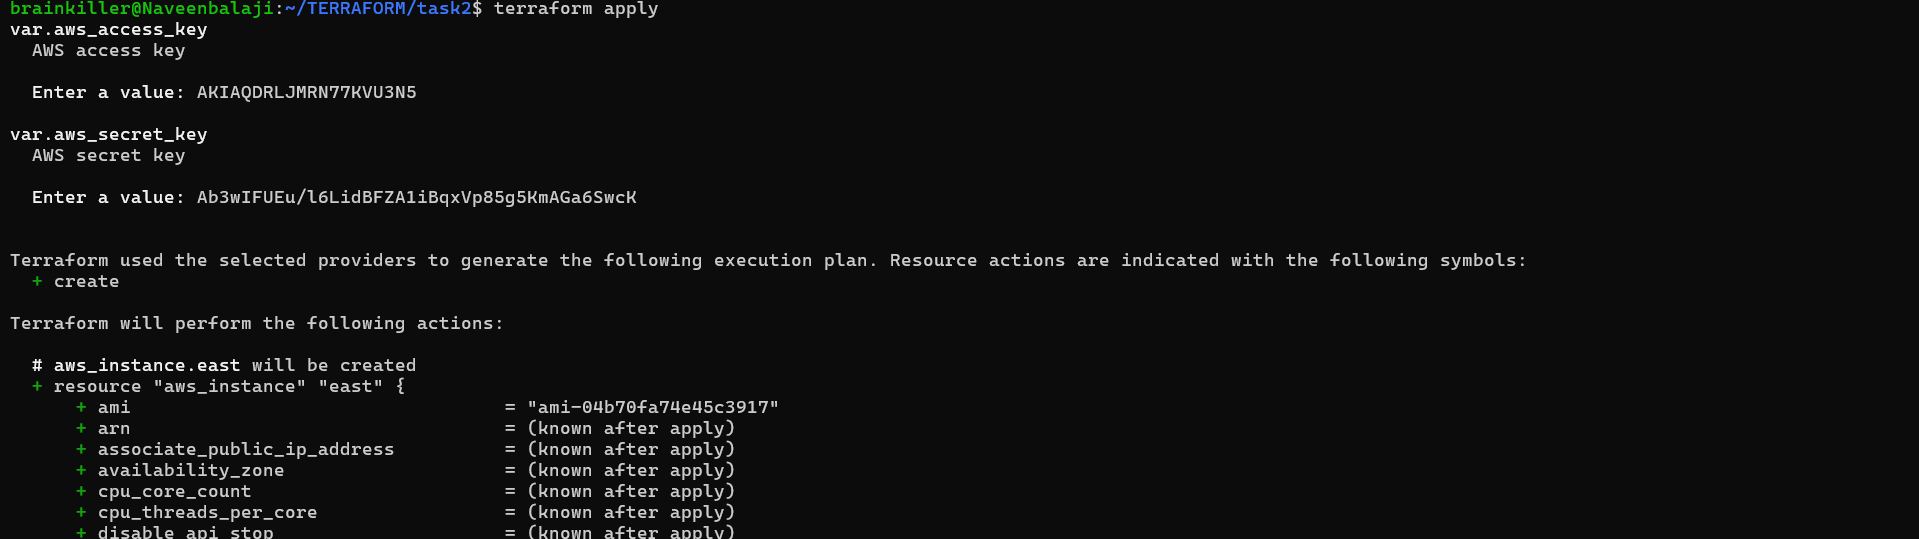 brainkiller@Naveenbalaji:~/TERRAFORM/task2$ terraform apply
var.aws_access_key
  AWS access key
  Enter a value: AKIAQDRLJMRN77KVU3N5
var.aws_secret_key
  AWS secret key
  Enter a value: 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
Terraform used the selected providers to generate the following execution plan. Resource actions are indicated with the following symbols:
  + create
Terraform will perform the following actions:
  # aws_instance.east will be created
  + resource "aws_instance" "east" {
      + ami = "ami-04b70fa74e45c3917"
      + arn = (known after apply)
      + associate_public_ip_address = (known after apply)
      + availability_zone = (known after apply)
      + cpu_core_count = (known after apply)
      + cpu_threads_per_core = (known after apply)
      + disable_api_stop = (known after apply)